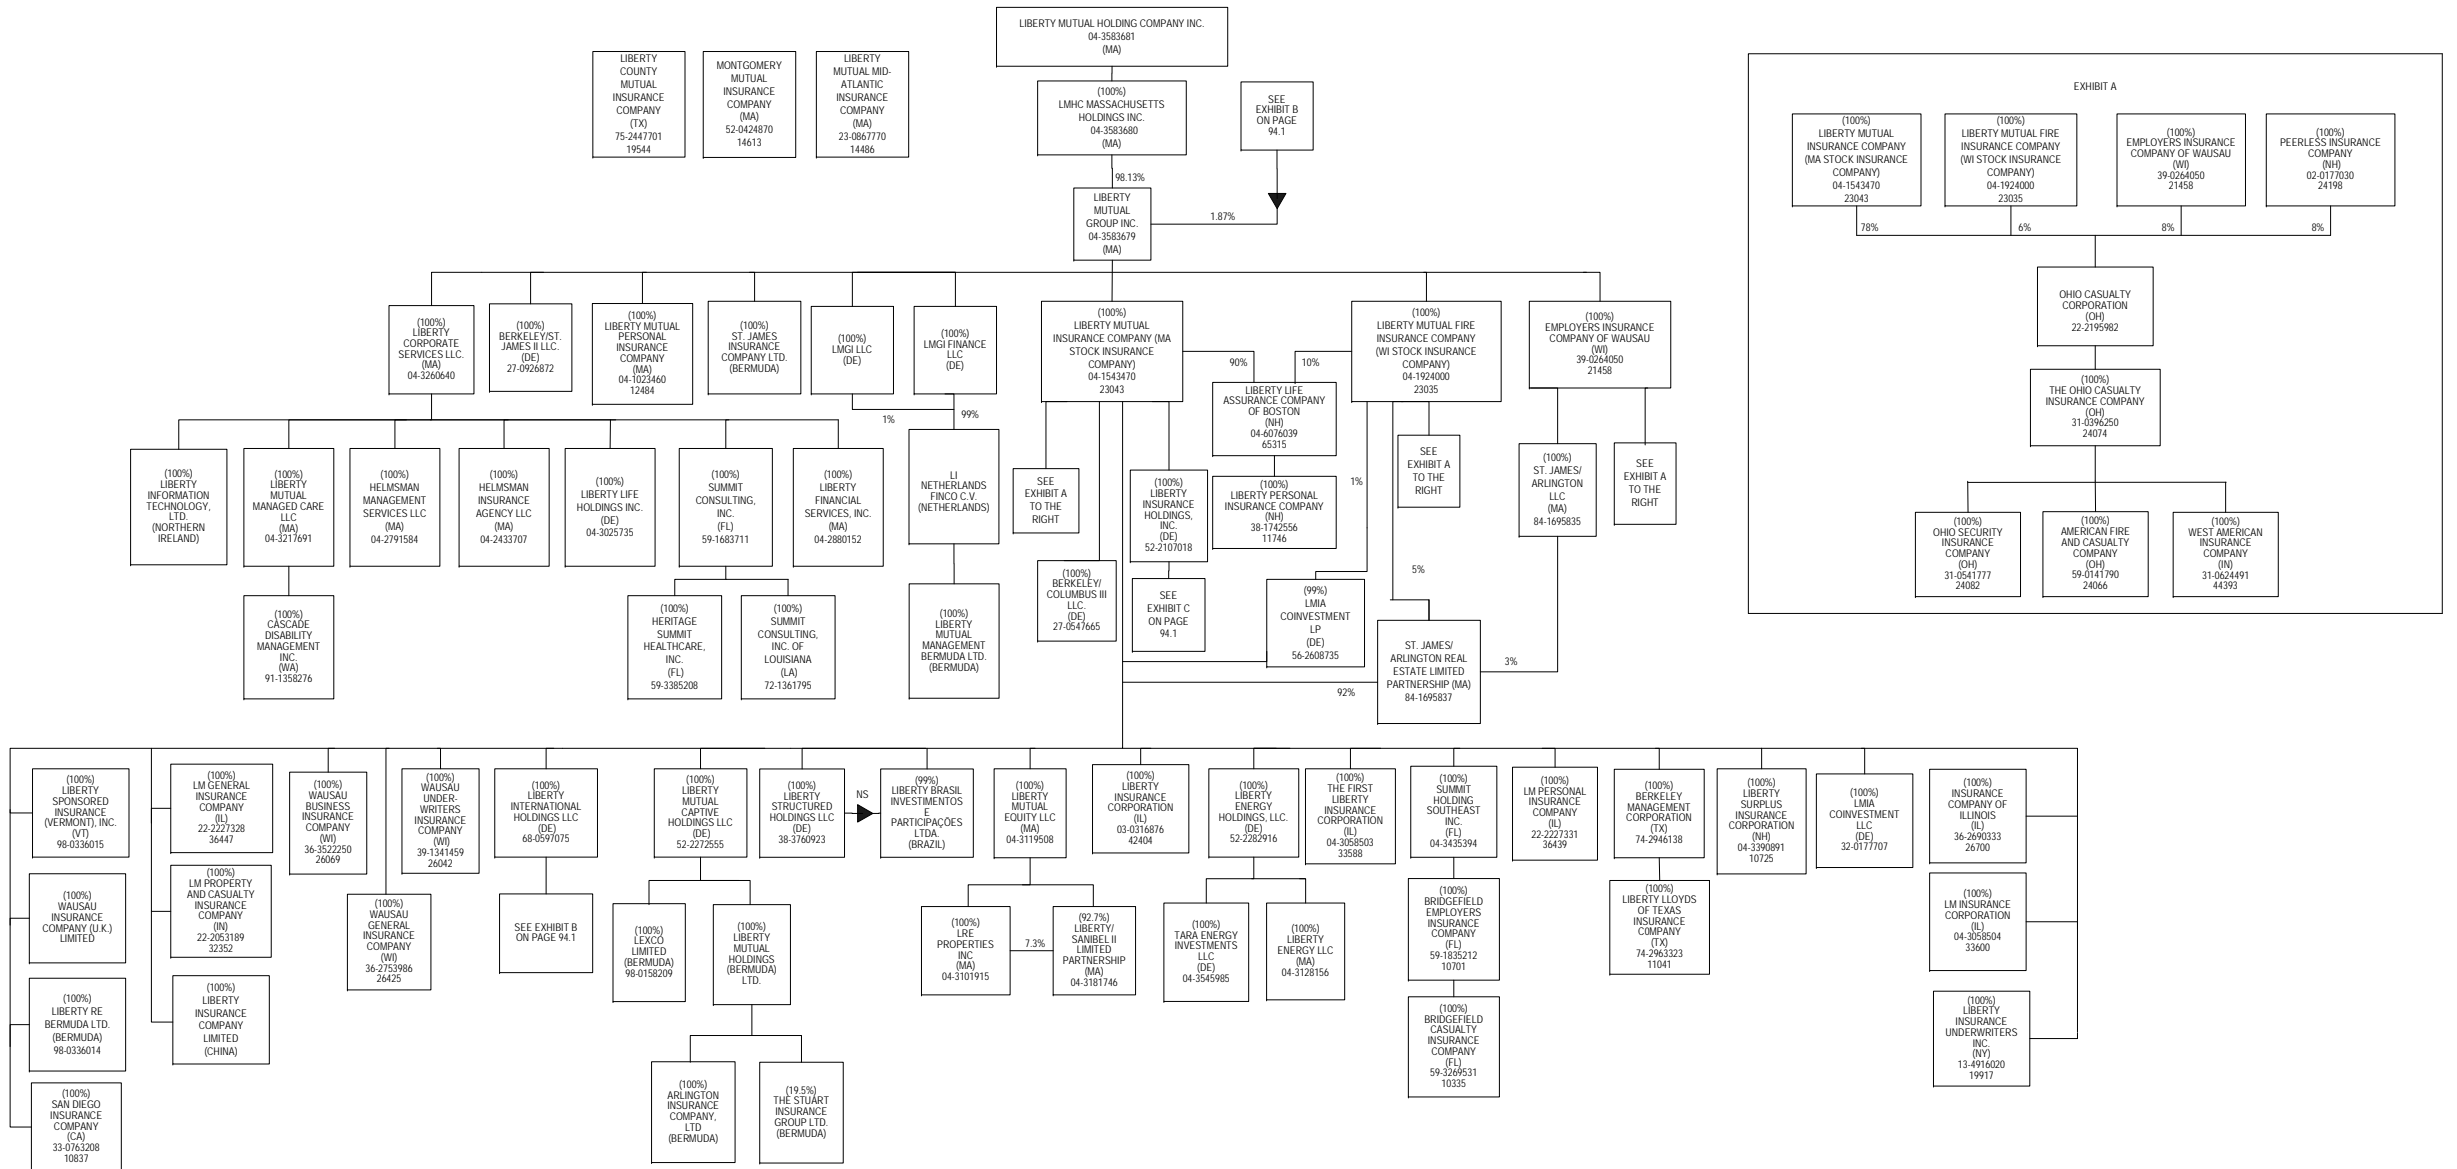 LIBERTY MUTUAL HOLDING COMPANY INC.
04-3583681
(MA)
LIBERTY
COUNTY
MUTUAL
INSURANCE
COMPANY
(TX)
75-2447701
19544
MONTGOMERY
MUTUAL
INSURANCE
COMPANY
(MA)
52-0424870
14613
LIBERTY
MUTUAL MID-
ATLANTIC
INSURANCE
COMPANY
(MA)
23-0867770
14486
(100%)
LMHC MASSACHUSETTS
HOLDINGS INC.
04-3583680
(MA)
SEE
EXHIBIT B
ON PAGE
94.1
98.13%
LIBERTY
MUTUAL
GROUP INC.
04-3583679
(MA)
1.87%
(100%)
LIBERTY
CORPORATE
SERVICES LLC.
(MA)
04-3260640
(100%)
BERKELEY/ST.
JAMES II LLC.
(DE)
27-0926872
(100%)
LIBERTY MUTUAL
PERSONAL
INSURANCE
COMPANY
(MA)
04-1023460
12484
(100%)
ST. JAMES
INSURANCE
COMPANY LTD.
(BERMUDA)
(100%)
LMGI LLC
(DE)
(100%)
LMGI FINANCE
LLC
(DE)
(100%)
LIBERTY MUTUAL
INSURANCE COMPANY (MA
STOCK INSURANCE
COMPANY)
04-1543470
23043
90%
10%
(100%)
LIBERTY MUTUAL FIRE
INSURANCE COMPANY
(WI STOCK INSURANCE
COMPANY)
04-1924000
23035
(100%)
EMPLOYERS INSURANCE
COMPANY OF WAUSAU
(WI)
39-0264050
21458
LIBERTY LIFE
ASSURANCE COMPANY
OF BOSTON
(NH)
04-6076039
65315
1%
99%
(100%)
LIBERTY
INFORMATION
TECHNOLOGY,
LTD.
(NORTHERN
IRELAND)
(100%)
LIBERTY
MUTUAL
MANAGED CARE
LLC
(MA)
04-3217691
(100%)
HELMSMAN
MANAGEMENT
SERVICES LLC
(MA)
04-2791584
(100%)
HELMSMAN
INSURANCE
AGENCY LLC
(MA)
04-2433707
(100%)
LIBERTY LIFE
HOLDINGS INC.
(DE)
04-3025735
(100%)
SUMMIT
CONSULTING,
INC.
(FL)
59-1683711
(100%)
LIBERTY
FINANCIAL
SERVICES, INC.
(MA)
04-2880152
LI
NETHERLANDS
FINCO C.V.
(NETHERLANDS)
SEE
EXHIBIT A
TO THE
RIGHT
(100%)
LIBERTY
INSURANCE
HOLDINGS,
INC.
(DE)
52-2107018
(100%)
LIBERTY PERSONAL
INSURANCE COMPANY
(NH)
38-1742556
11746
1%
SEE
EXHIBIT A
TO THE
RIGHT
(100%)
ST. JAMES/
ARLINGTON
LLC
(MA)
84-1695835
SEE
EXHIBIT A
TO THE
RIGHT
5%
(100%)
CASCADE
DISABILITY
MANAGEMENT
INC.
(WA)
91-1358276
(100%)
HERITAGE
SUMMIT
HEALTHCARE,
INC.
(FL)
59-3385208
(100%)
SUMMIT
CONSULTING,
INC. OF
LOUISIANA
(LA)
72-1361795
(100%)
LIBERTY
MUTUAL
MANAGEMENT
BERMUDA LTD.
(BERMUDA)
(100%)
BERKELEY/
COLUMBUS III
LLC.
(DE)
27-0547665
SEE
EXHIBIT C
ON PAGE
94.1
(99%)
LMIA
COINVESTMENT
LP
(DE)
56-2608735
ST. JAMES/
ARLINGTON REAL
ESTATE LIMITED
PARTNERSHIP (MA)
84-1695837
3%
92%
EXHIBIT A
(100%)
LIBERTY MUTUAL
INSURANCE COMPANY
(MA STOCK INSURANCE
COMPANY)
04-1543470
23043
(100%)
LIBERTY MUTUAL FIRE
INSURANCE COMPANY
(WI STOCK INSURANCE
COMPANY)
04-1924000
23035
(100%)
EMPLOYERS INSURANCE
COMPANY OF WAUSAU
(WI)
39-0264050
21458
(100%)
PEERLESS INSURANCE
COMPANY
(NH)
02-0177030
24198
78%
6%
8%
8%
OHIO CASUALTY
CORPORATION
(OH)
22-2195982
(100%)
THE OHIO CASUALTY
INSURANCE COMPANY
(OH)
31-0396250
24074
(100%)
OHIO SECURITY
INSURANCE
COMPANY
(OH)
31-0541777
24082
(100%)
AMERICAN FIRE
AND CASUALTY
COMPANY
(OH)
59-0141790
24066
(100%)
WEST AMERICAN
INSURANCE
COMPANY
(IN)
31-0624491
44393
(100%)
LIBERTY
SPONSORED
INSURANCE
(VERMONT), INC.
(VT)
98-0336015
(100%)
LM GENERAL
INSURANCE
COMPANY
(IL)
22-2227328
36447
(100%)
WAUSAU
BUSINESS
INSURANCE
COMPANY
(WI)
36-3522250
26069
(100%)
WAUSAU
UNDER-
WRITERS
INSURANCE
COMPANY
(WI)
39-1341459
26042
(100%)
LIBERTY
INTERNATIONAL
HOLDINGS LLC
(DE)
68-0597075
(100%)
LIBERTY
MUTUAL
CAPTIVE
HOLDINGS LLC
(DE)
52-2272555
(100%)
LIBERTY
STRUCTURED
HOLDINGS LLC
(DE)
38-3760923
NS
(99%)
LIBERTY BRASIL
INVESTIMENTOS
E
PARTICIPAÇÕES
LTDA.
(BRAZIL)
(100%)
LIBERTY
MUTUAL
EQUITY LLC
(MA)
04-3119508
(100%)
LIBERTY
INSURANCE
CORPORATION
(IL)
03-0316876
42404
(100%)
LIBERTY
ENERGY
HOLDINGS, LLC.
(DE)
52-2282916
(100%)
THE FIRST
LIBERTY
INSURANCE
CORPORATION
(IL)
04-3058503
33588
(100%)
SUMMIT
HOLDING
SOUTHEAST
INC.
(FL)
04-3435394
(100%)
LM PERSONAL
INSURANCE
COMPANY
(IL)
22-2227331
36439
(100%)
BERKELEY
MANAGEMENT
CORPORATION
(TX)
74-2946138
(100%)
LIBERTY
SURPLUS
INSURANCE
CORPORATION
(NH)
04-3390891
10725
(100%)
LMIA
COINVESTMENT
LLC
(DE)
32-0177707
(100%)
INSURANCE
COMPANY OF
ILLINOIS
(IL)
36-2690333
26700
(100%)
WAUSAU
INSURANCE
COMPANY (U.K.)
LIMITED
(100%)
LM PROPERTY
AND CASUALTY
INSURANCE
COMPANY
(IN)
22-2053189
32352
(100%)
WAUSAU
GENERAL
INSURANCE
COMPANY
(WI)
36-2753986
26425
SEE EXHIBIT B
ON PAGE 94.1
(100%)
LEXCO
LIMITED
(BERMUDA)
98-0158209
(100%)
LIBERTY
MUTUAL
HOLDINGS
(BERMUDA)
LTD.
(100%)
LRE
PROPERTIES
INC
(MA)
04-3101915
7.3%
(92.7%)
LIBERTY/
SANIBEL II
LIMITED
PARTNERSHIP
(MA)
04-3181746
(100%)
TARA ENERGY
INVESTMENTS
LLC
(DE)
04-3545985
(100%)
LIBERTY
ENERGY LLC
(MA)
04-3128156
(100%)
BRIDGEFIELD
EMPLOYERS
INSURANCE
COMPANY
(FL)
59-1835212
10701
(100%)
LIBERTY LLOYDS
OF TEXAS
INSURANCE
COMPANY
(TX)
74-2963323
11041
(100%)
LM INSURANCE
CORPORATION
(IL)
04-3058504
33600
(100%)
LIBERTY RE
BERMUDA LTD.
(BERMUDA)
98-0336014
(100%)
LIBERTY
INSURANCE
COMPANY
LIMITED
(CHINA)
(100%)
BRIDGEFIELD
CASUALTY
INSURANCE
COMPANY
(FL)
59-3269531
10335
(100%)
LIBERTY
INSURANCE
UNDERWRITERS
INC.
(NY)
13-4916020
19917
(100%)
SAN DIEGO
INSURANCE
COMPANY
(CA)
33-0763208
10837
(100%)
ARLINGTON
INSURANCE
COMPANY,
LTD
(BERMUDA)
(19.5%)
THE STUART
INSURANCE
GROUP LTD.
(BERMUDA)